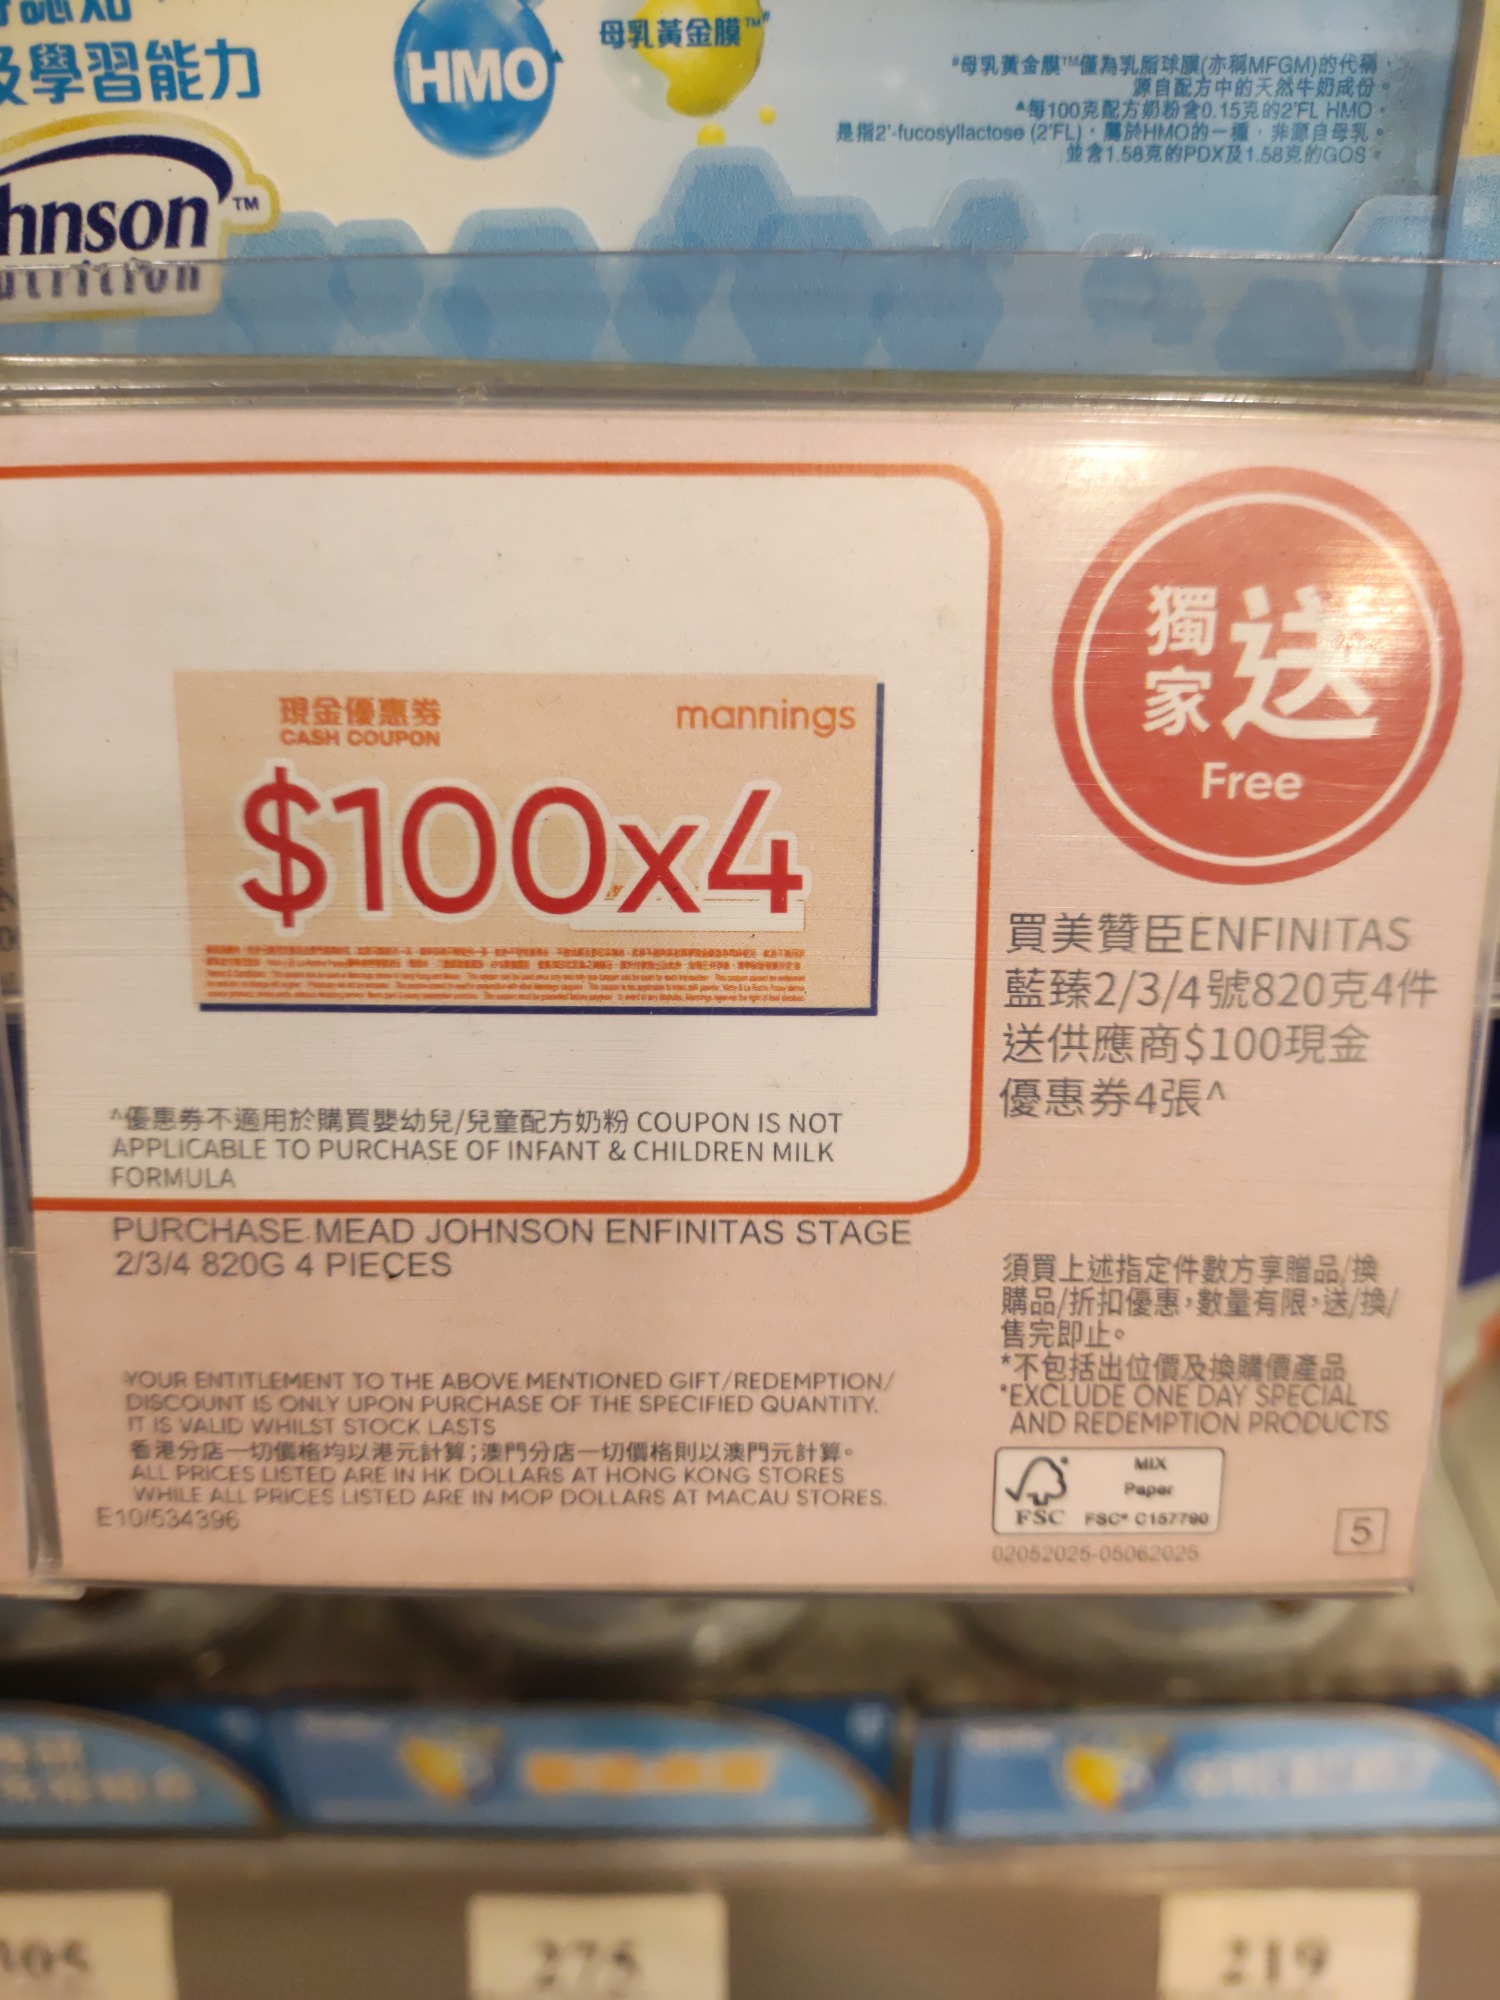 及學習能力
HMO
母乳黃金膜™#
#母乳黃金膜™僅為乳脂球膜(亦稱MFGM)的代稱，
源自配方中的天然牛奶成份。
▲每100克配方奶粉含0.15克的2'FL HMO，
是指2'-fucosyllactose (2'FL)，屬於HMO的一種，非源自母乳。
並含1.58克的PDX及1.58克的GOS。
hnson™
utrition
現金優惠券
CASH COUPON
mannings
$100x4
獨家送
Free
買美贊臣ENFINITAS
藍臻2/3/4號820克4件
送供應商$100現金
優惠券4張^
^優惠券不適用於購買嬰幼兒/兒童配方奶粉 COUPON IS NOT
APPLICABLE TO PURCHASE OF INFANT & CHILDREN MILK
FORMULA
PURCHASE MEAD JOHNSON ENFINITAS STAGE
2/3/4 820G 4 PIECES
須買上述指定件數方享贈品/換
購品/折扣優惠，數量有限，送/換/
售完即止。
*不包括出位價及換購價產品
*EXCLUDE ONE DAY SPECIAL
AND REDEMPTION PRODUCTS
YOUR ENTITLEMENT TO THE ABOVE MENTIONED GIFT/REDEMPTION/
DISCOUNT IS ONLY UPON PURCHASE OF THE SPECIFIED QUANTITY.
IT IS VALID WHILST STOCK LASTS
香港分店一切價格均以港元計算；澳門分店一切價格則以澳門元計算。
ALL PRICES LISTED ARE IN HK DOLLARS AT HONG KONG STORES
WHILE ALL PRICES LISTED ARE IN MOP DOLLARS AT MACAU STORES.
E10/534396
FSC
MIX
Paper
FSC® C157790
02052025-05062025
5
275
219